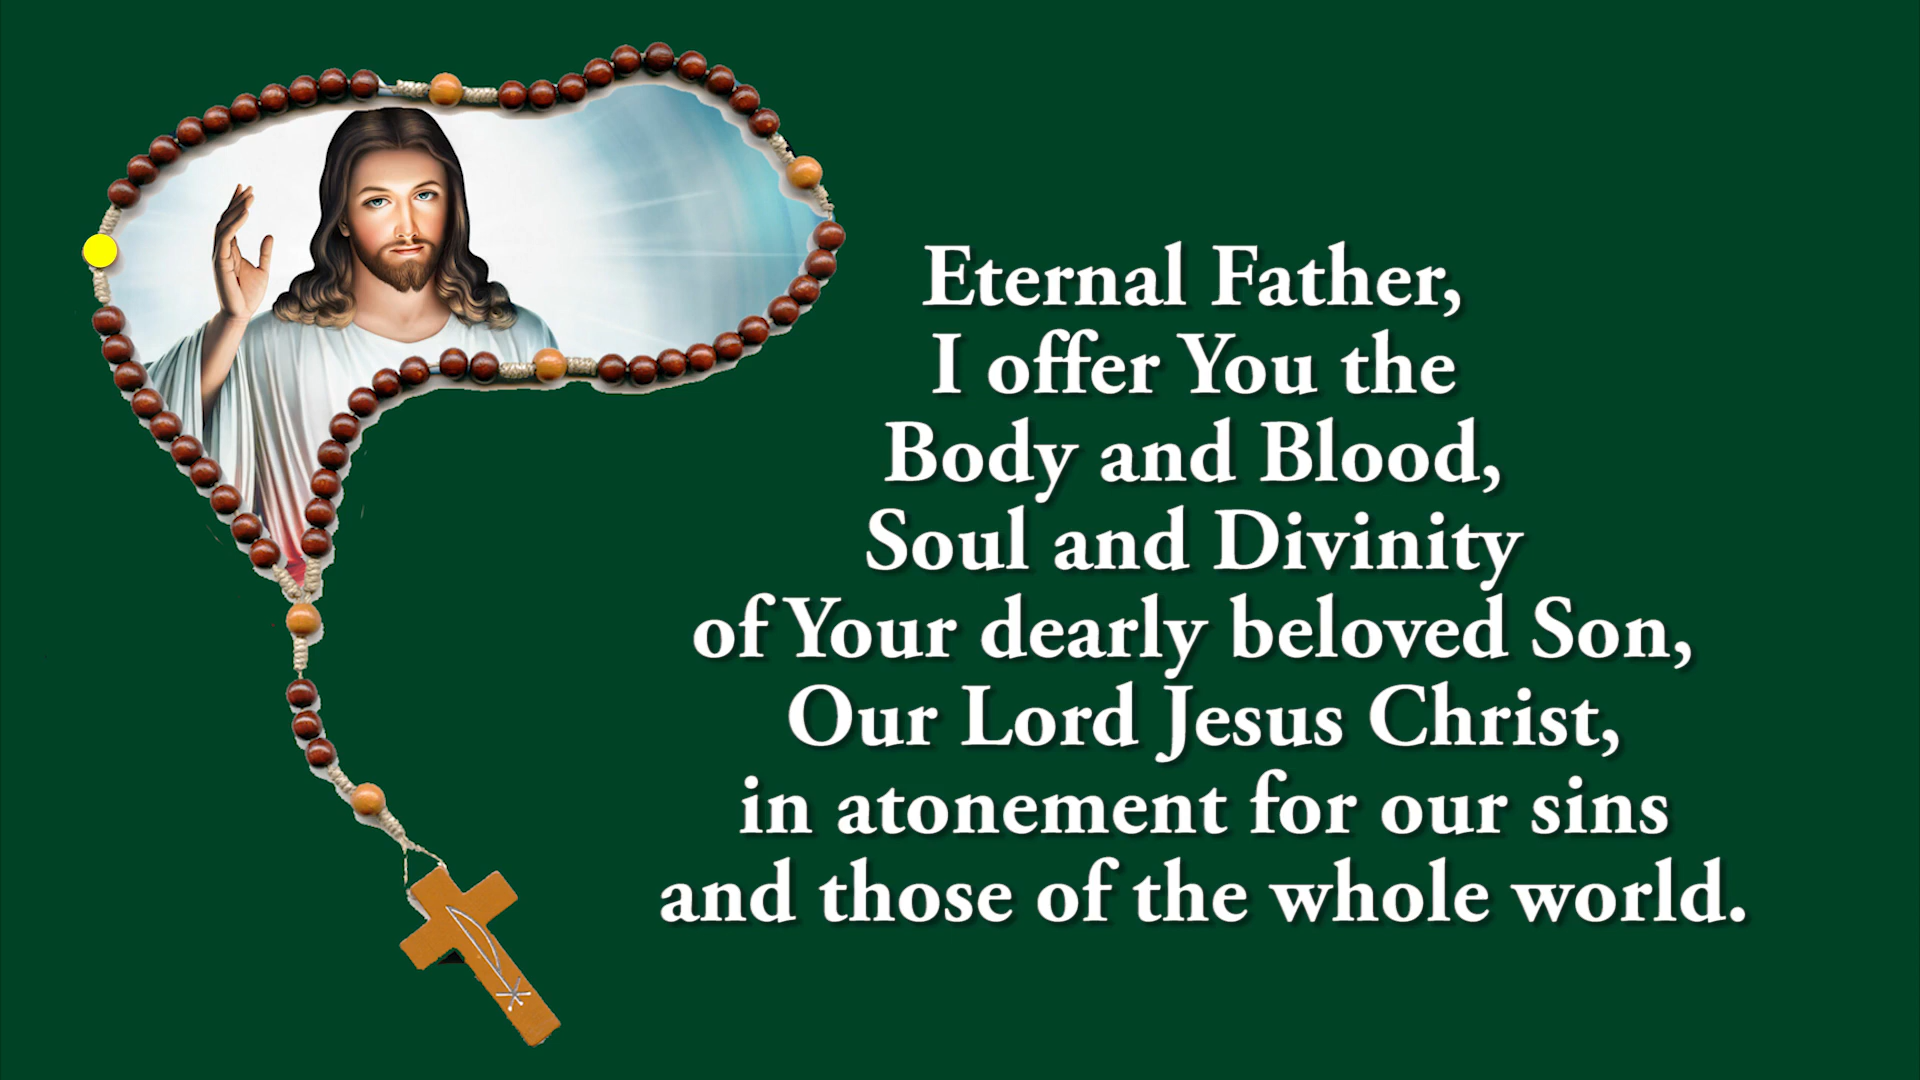 Eternal Father,
I offer You the
Body and Blood,
Soul and Divinity
of Your dearly beloved Son,
Our Lord Jesus Christ,
in atonement for our sins
and those of the whole world.